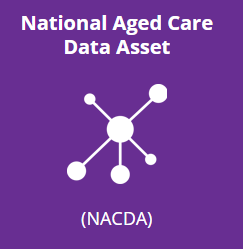 National Aged Care
Data Asset
(NACDA)